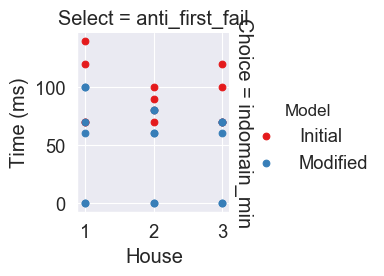 Select = anti_first_fail
Choice = indomain_min
Time (ms)
100
50
0
1 2 3
House
Model
Initial
Modified